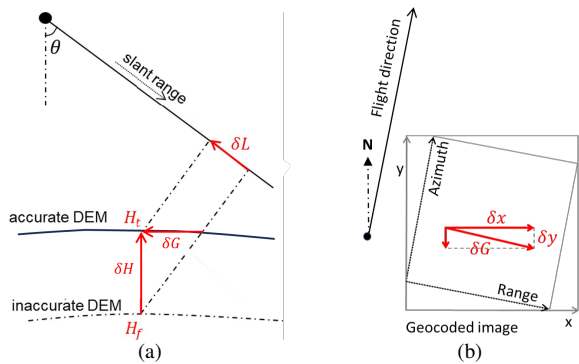 θ
slant range
δL
accurate DEM
H_t
δG
δH
inaccurate DEM
H_f
(a)
Flight direction
N
y
Azimuth
δx
δG
δy
Range
x
Geocoded image
(b)